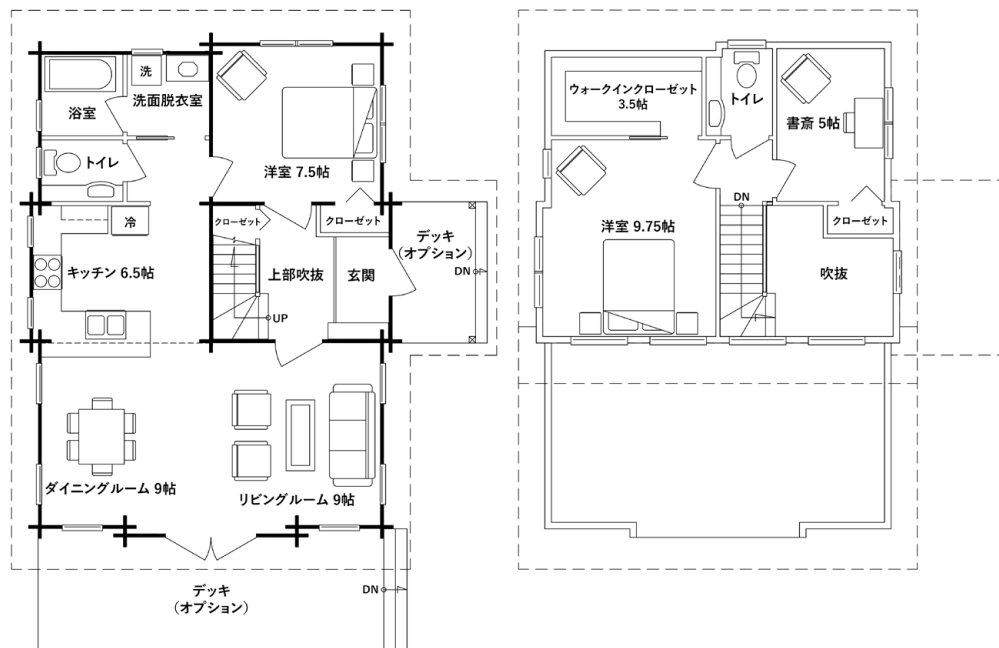 洗
浴室
洗面脱衣室
トイレ
洋室 7.5帖
冷
クローゼット
クローゼット
デッキ
（オプション）
DN
キッチン 6.5帖
上部吹抜
玄関
UP
ダイニングルーム 9帖
リビングルーム 9帖
デッキ
（オプション）
DN
ウォークインクローゼット
3.5帖
トイレ
書斎 5帖
DN
洋室 9.75帖
クローゼット
吹抜